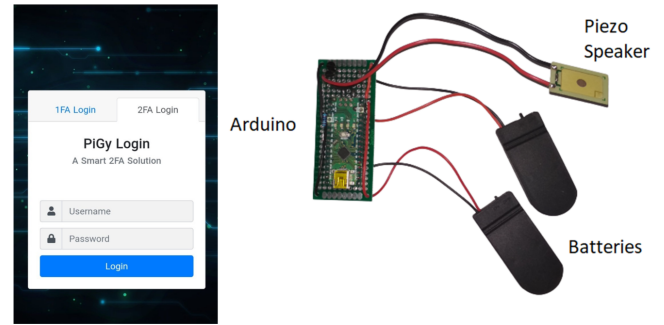 1FA Login
2FA Login
PiGy Login
A Smart 2FA Solution
Username
Password
Login
Arduino
Piezo
Speaker
Batteries